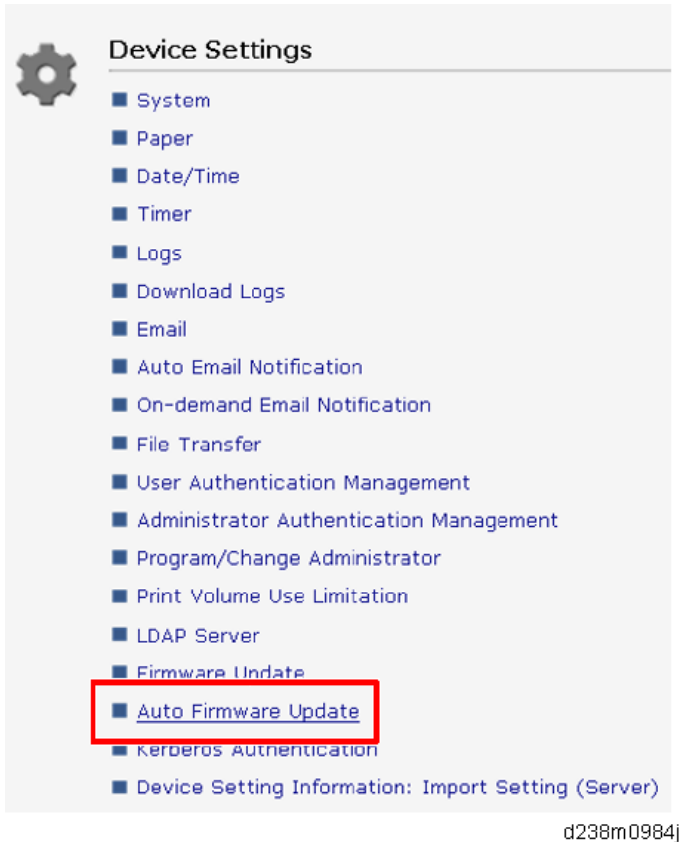 Device Settings
System
Paper
Date/Time
Timer
Logs
Download Logs
Email
Auto Email Notification
On-demand Email Notification
File Transfer
User Authentication Management
Administrator Authentication Management
Program/Change Administrator
Print Volume Use Limitation
LDAP Server
Firmware Update
Auto Firmware Update
Kerberos Authentication
Device Setting Information: Import Setting (Server)
d238m0984j